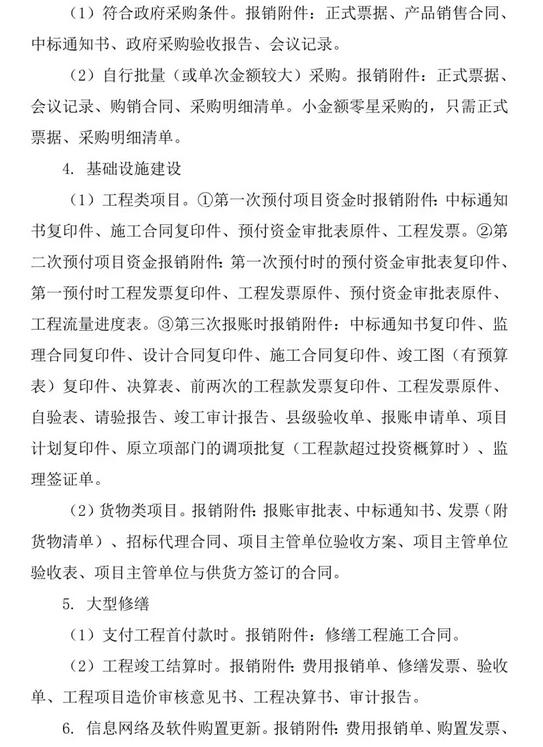 （1）符合政府采购条件。报销附件：正式票据、产品销售合同、
中标通知书、政府采购验收报告、会议记录。
（2）自行批量（或单次金额较大）采购。报销附件：正式票据、
会议记录、购销合同、采购明细清单。小金额零星采购的，只需正式
票据、采购明细清单。
4. 基础设施建设
（1）工程类项目。①第一次预付项目资金时报销附件：中标通知
书复印件、施工合同复印件、预付资金审批表原件、工程发票。②第
二次预付项目资金报销附件：第一次预付时的预付资金审批表复印件、
第一预付时工程发票复印件、工程发票原件、预付资金审批表原件、
工程流量进度表。③第三次报账时报销附件：中标通知书复印件、监
理合同复印件、设计合同复印件、施工合同复印件、竣工图（有预算
表）复印件、决算表、前两次的工程款发票复印件、工程发票原件、
自验表、请验报告、竣工审计报告、县级验收单、报账申请单、项目
计划复印件、原立项部门的调项批复（工程款超过投资概算时）、监
理签证单。
（2）货物类项目。报销附件：报账审批表、中标通知书、发票（附
货物清单）、招标代理合同、项目主管单位验收方案、项目主管单位
验收表、项目主管单位与供货方签订的合同。
5. 大型修缮
（1）支付工程首付款时。报销附件：修缮工程施工合同。
（2）工程竣工结算时。报销附件：费用报销单、修缮发票、验收
单、工程项目造价审核意见书、工程决算书、审计报告。
6. 信息网络及软件购置更新。报销附件：费用报销单、购置发票、